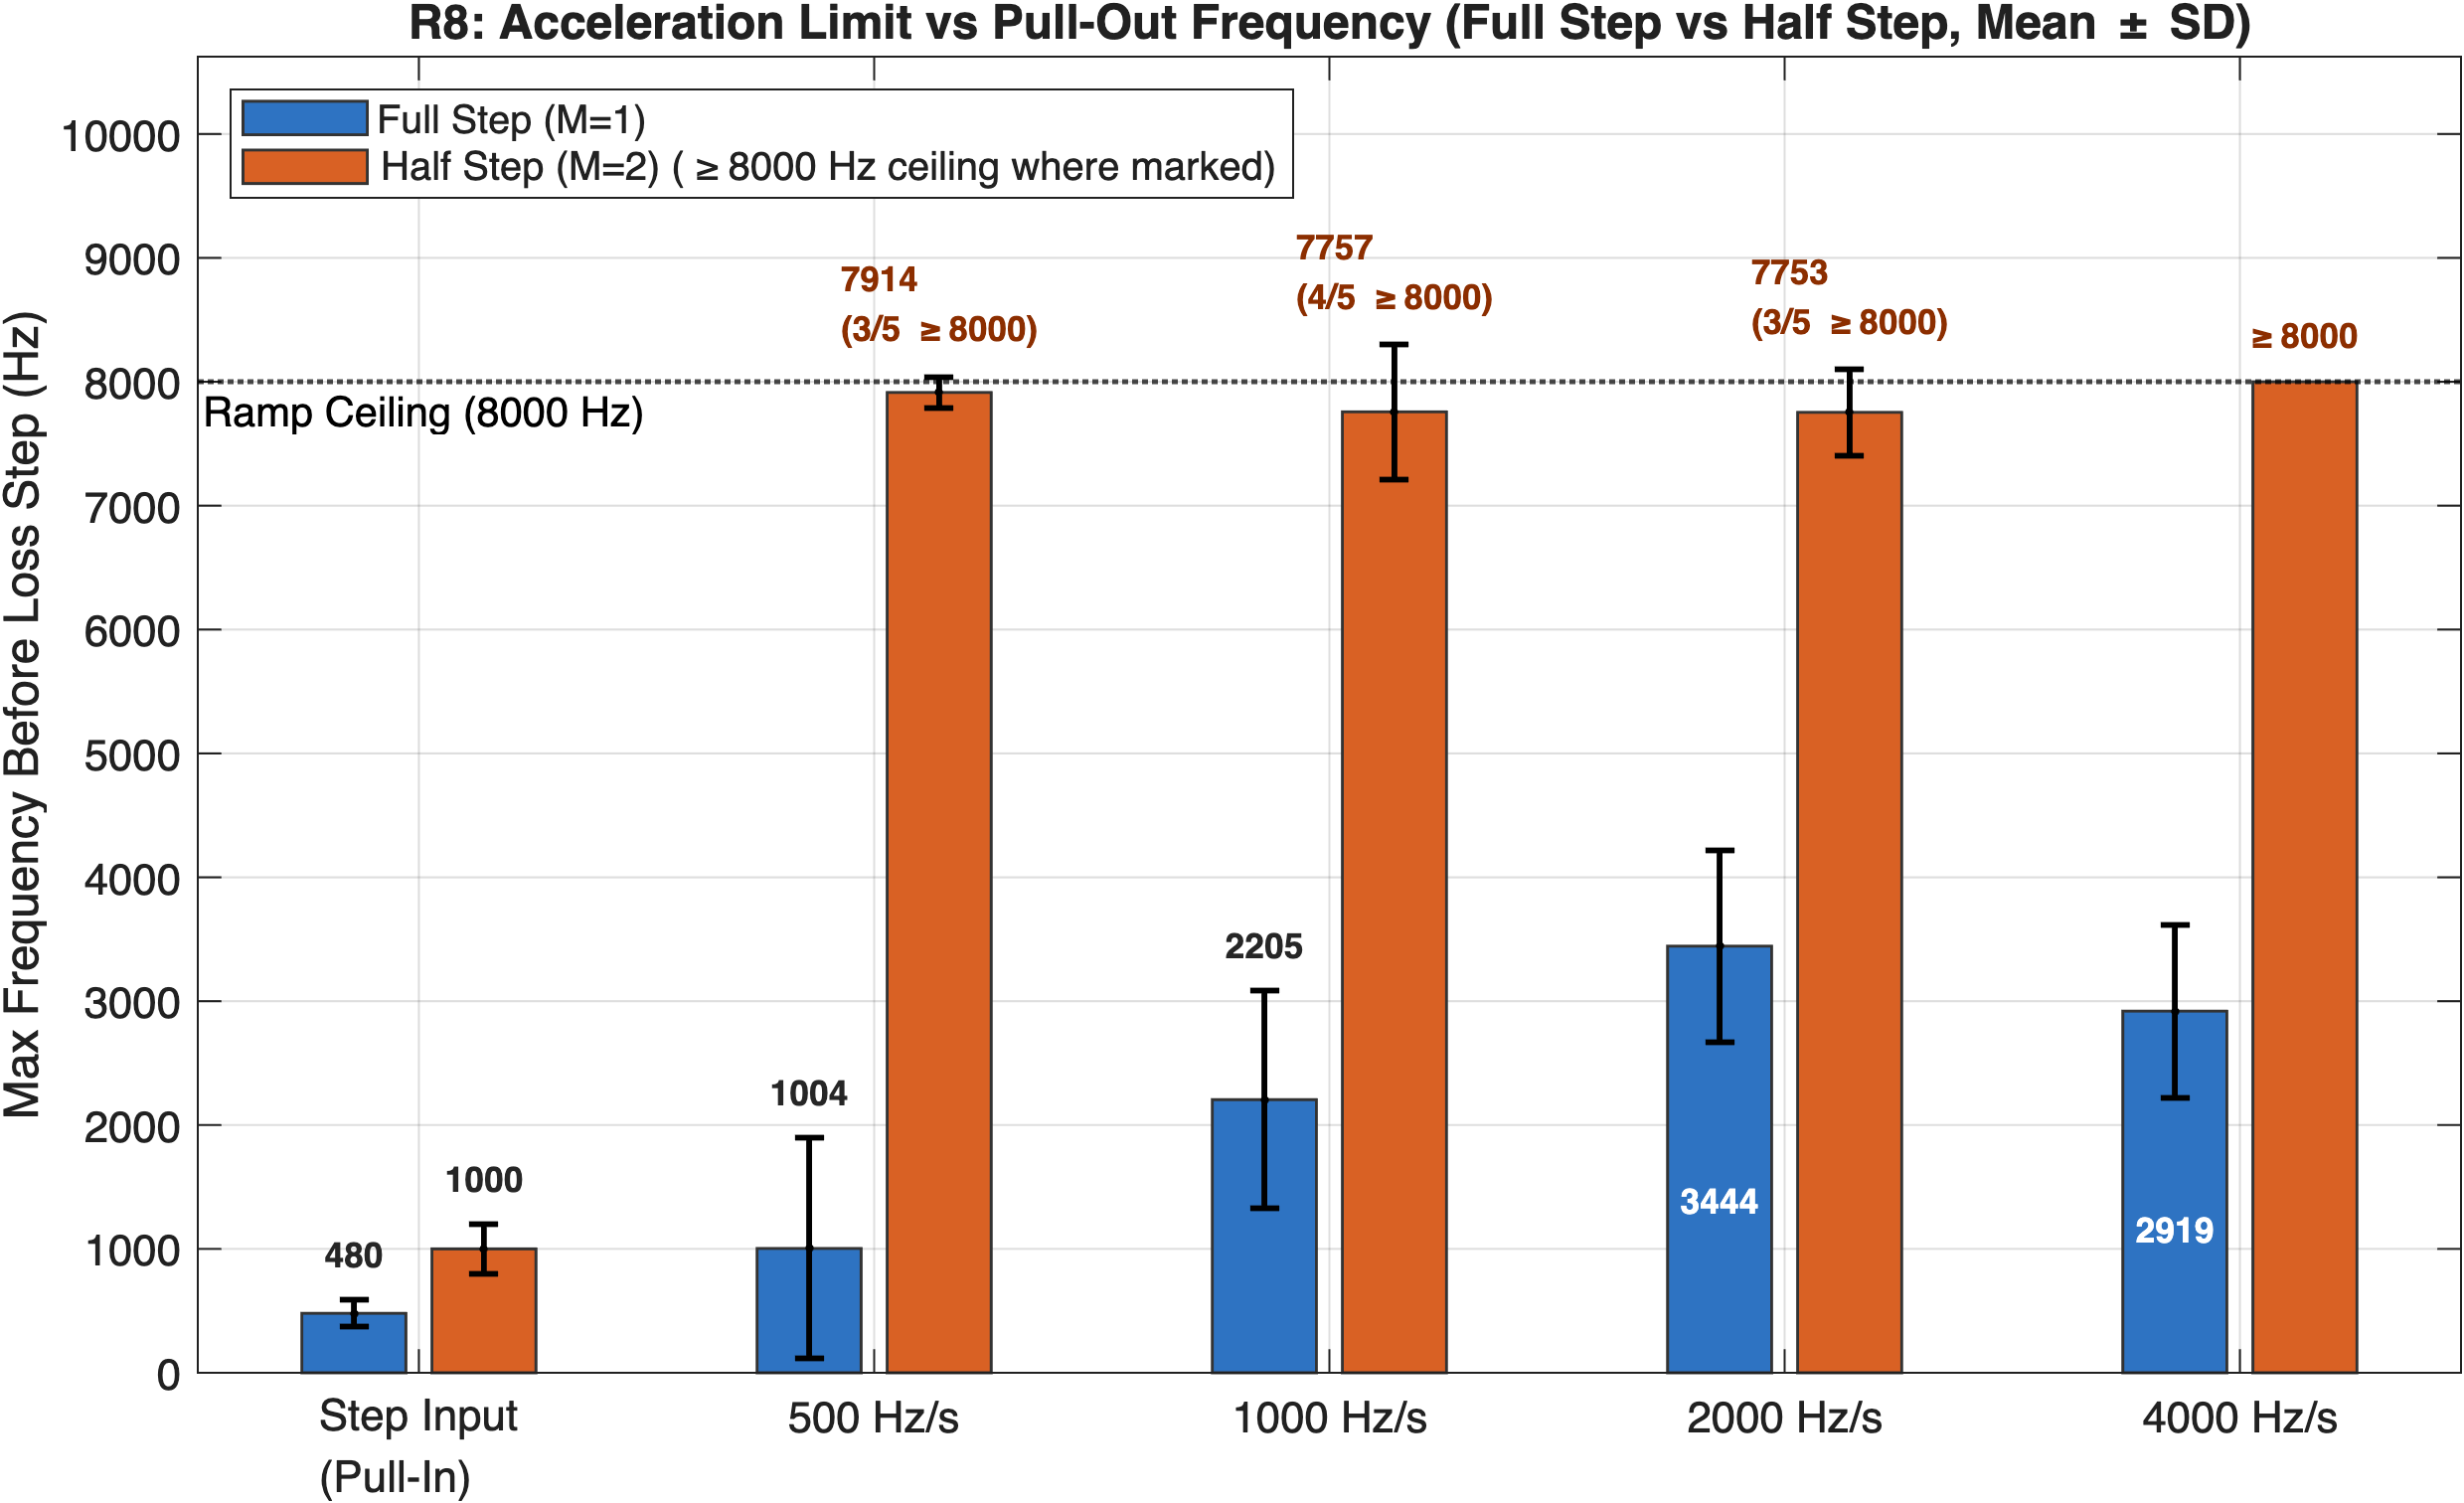 R8: Acceleration Limit vs Pull-Out Frequency (Full Step vs Half Step, Mean ± SD)
Full Step (M=1)
Half Step (M=2) ( ≥ 8000 Hz ceiling where marked)
Max Frequency Before Loss Step (Hz)
10000
9000
8000
7000
6000
5000
4000
3000
2000
1000
0
Ramp Ceiling (8000 Hz)
480
1000
1004
7914
(3/5 ≥ 8000)
2205
7757
(4/5 ≥ 8000)
3444
7753
(3/5 ≥ 8000)
2919
≥ 8000
Step Input
(Pull-In)
500 Hz/s
1000 Hz/s
2000 Hz/s
4000 Hz/s